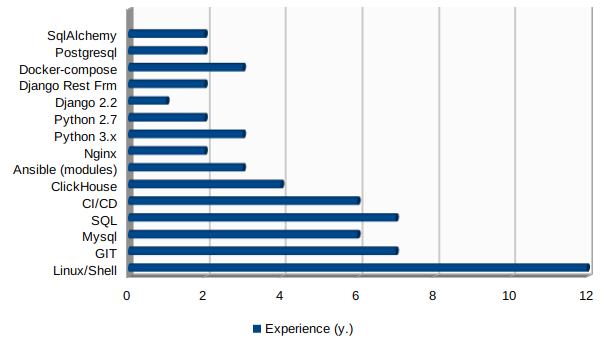 SqlAlchemy
Postgresql
Docker-compose
Django Rest Frm
Django 2.2
Python 2.7
Python 3.x
Nginx
Ansible (modules)
ClickHouse
CI/CD
SQL
Mysql
GIT
Linux/Shell
0 2 4 6 8 10 12
Experience (y.)